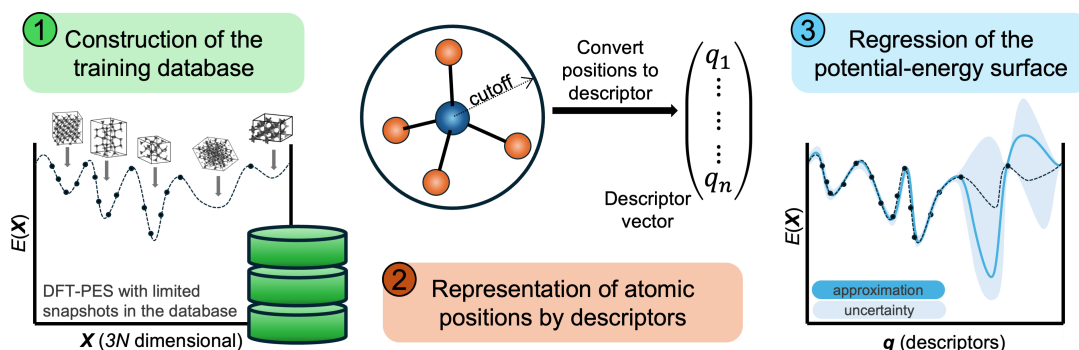 1
Construction of the
training database
E(X)
DFT-PES with limited
snapshots in the database
X (3N dimensional)
cutoff
Convert
positions to
descriptor
q1
⋮
⋮
⋮
qn
Descriptor
vector
2
Representation of atomic
positions by descriptors
3
Regression of the
potential-energy surface
E(X)
approximation
uncertainty
q (descriptors)